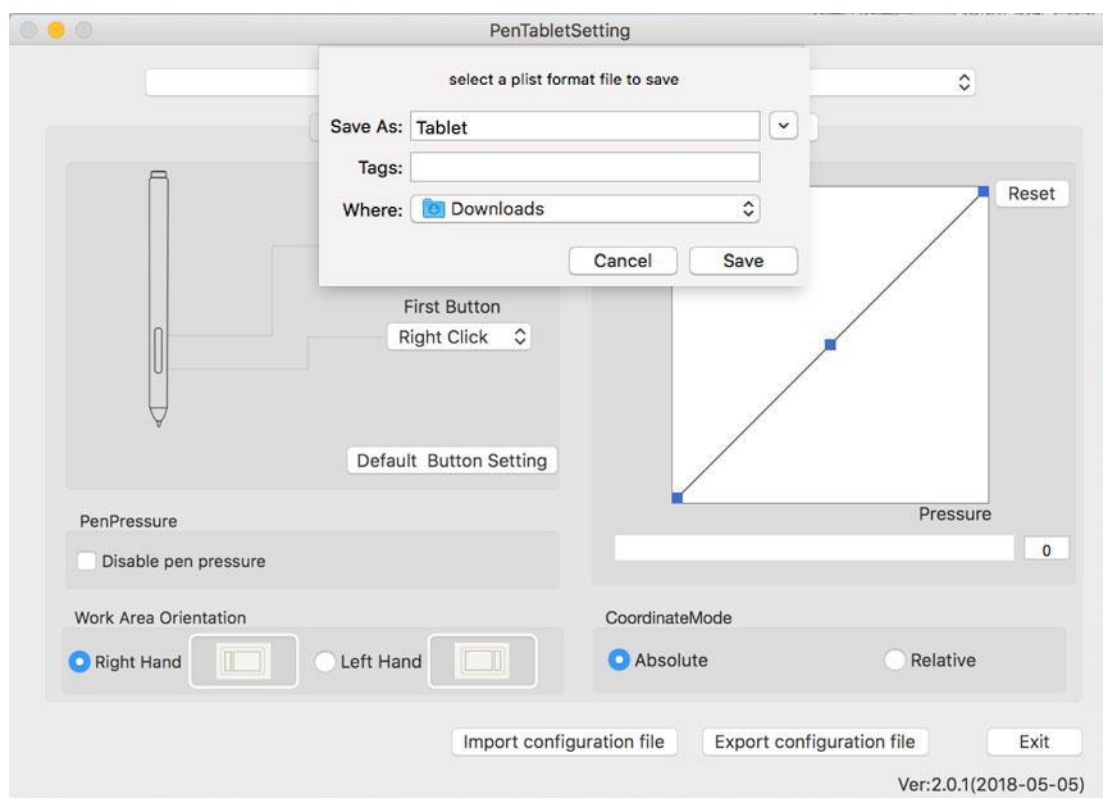 PenTabletSetting
select a plist format file to save
Save As: Tablet
Tags:
Where: Downloads
Cancel Save
Reset
First Button
Right Click
Default Button Setting
Pressure
0
PenPressure
Disable pen pressure
Work Area Orientation
Right Hand Left Hand
CoordinateMode
Absolute Relative
Import configuration file Export configuration file Exit
Ver:2.0.1(2018-05-05)